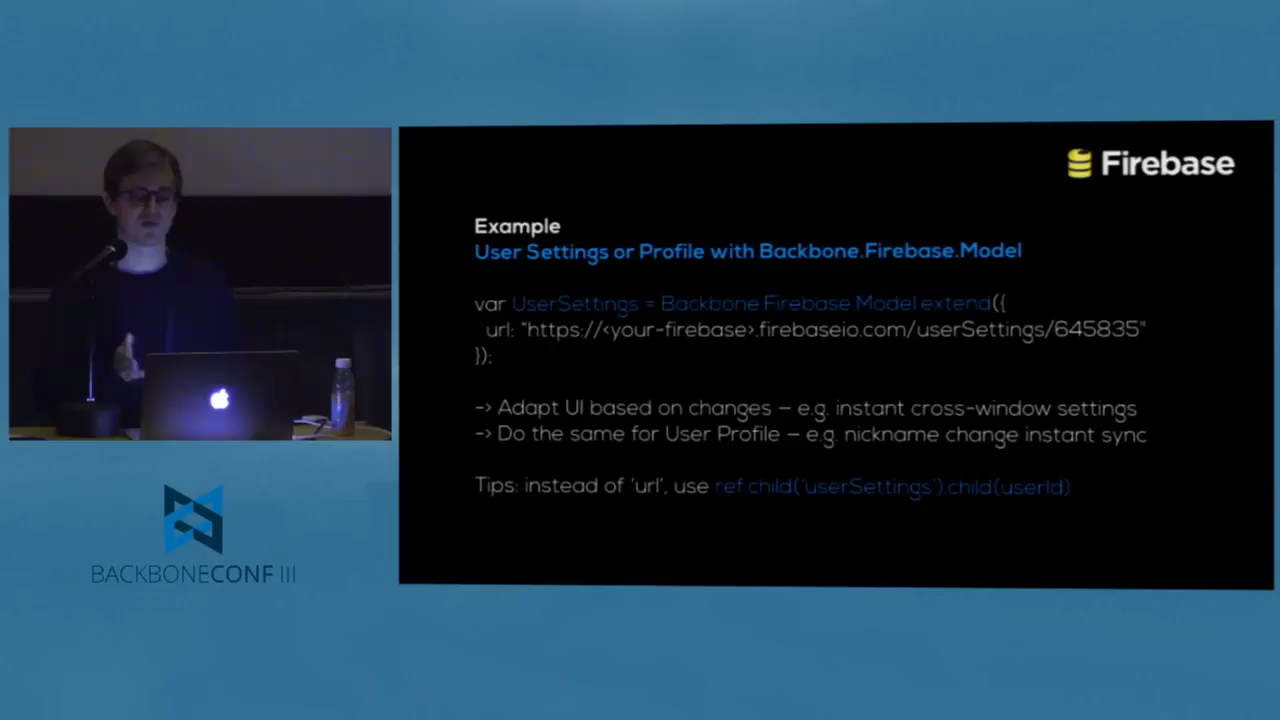 Firebase
Example
User Settings or Profile with Backbone.Firebase.Model
var UserSettings = Backbone.Firebase.Model.extend({
url: "https://<your-firebase>.firebaseio.com/userSettings/645835"
});
-> Adapt UI based on changes – e.g. instant cross-window settings
-> Do the same for User Profile – e.g. nickname change instant sync
Tips: instead of 'url', use ref.child('userSettings').child(userId)
BACKBONECONF III